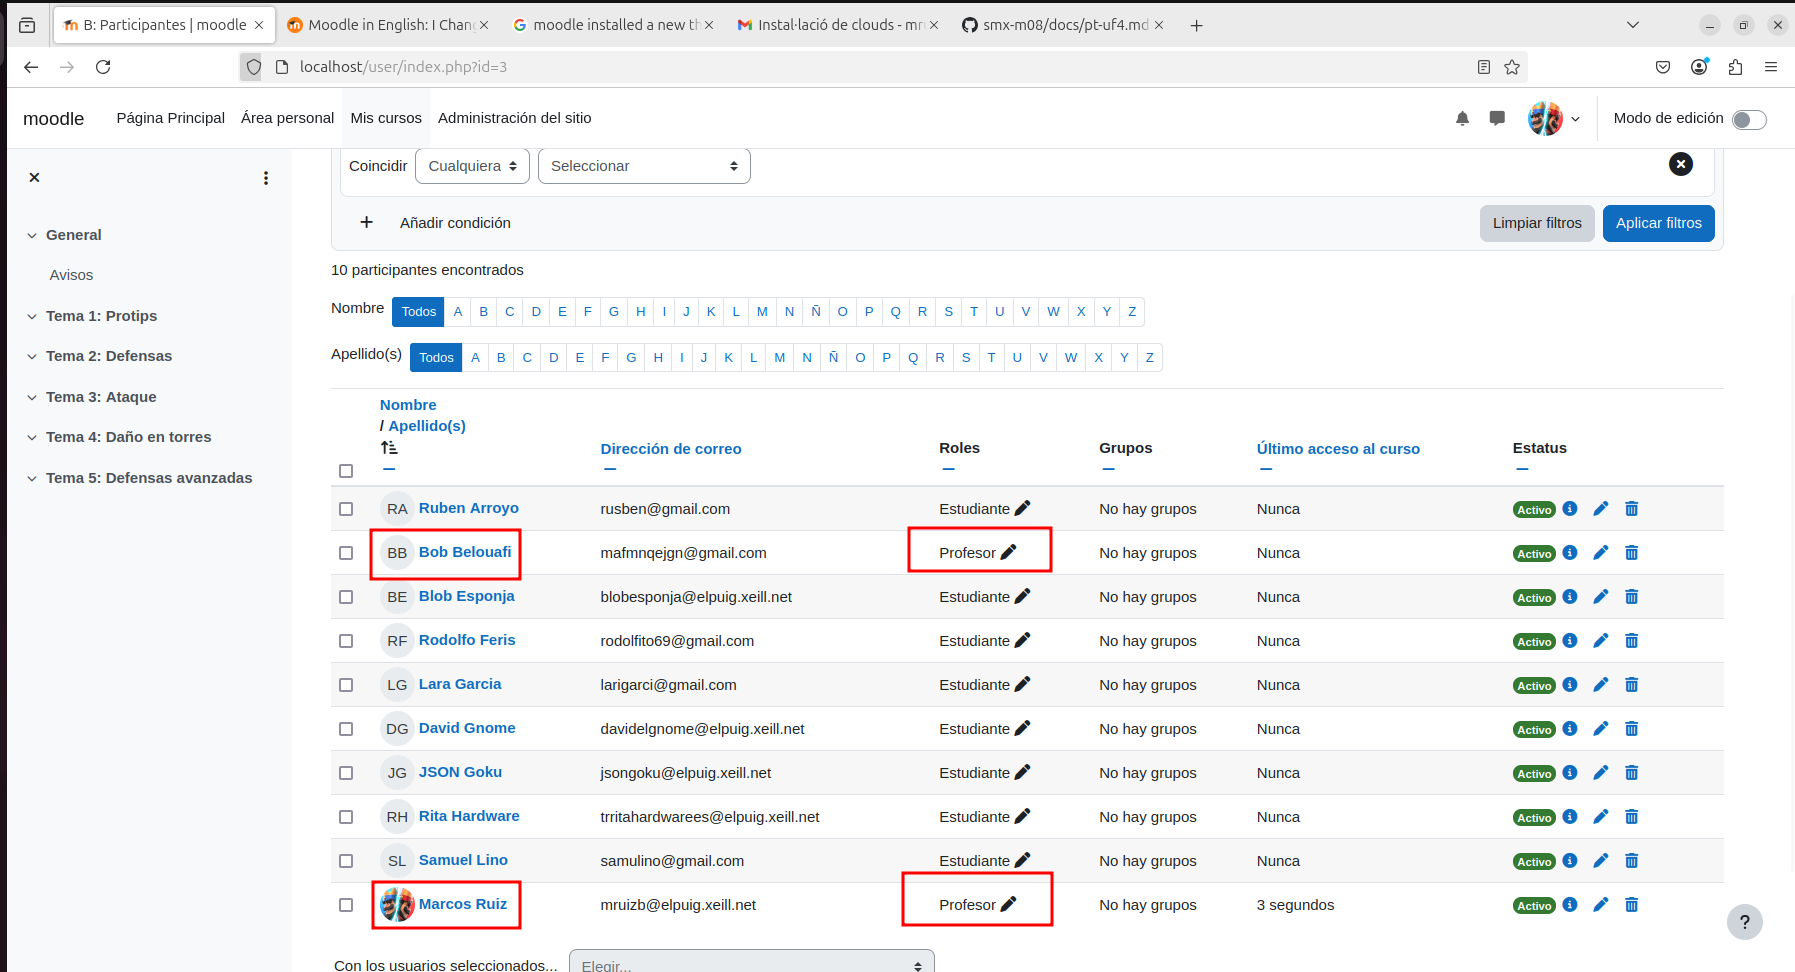 B: Participantes | moodle
Moodle in English: I Chan
moodle installed a new th
Instal·lació de clouds - mr
smx-m08/docs/pt-uf4.md
localhost/user/index.php?id=3
moodle Página Principal Área personal Mis cursos Administración del sitio Modo de edición
Coincidir Cualquiera Seleccionar
+ Añadir condición Limpiar filtros Aplicar filtros
General
Avisos
Tema 1: Protips
Tema 2: Defensas
Tema 3: Ataque
Tema 4: Daño en torres
Tema 5: Defensas avanzadas
10 participantes encontrados
Nombre Todos A B C D E F G H I J K L M N Ñ O P Q R S T U V W X Y Z
Apellido(s) Todos A B C D E F G H I J K L M N Ñ O P Q R S T U V W X Y Z
Nombre
/ Apellido(s)
Dirección de correo Roles Grupos Último acceso al curso Estatus
RA Ruben Arroyo rusben@gmail.com Estudiante No hay grupos Nunca Activo
BB Bob Belouafi mafmnqejgn@gmail.com Profesor No hay grupos Nunca Activo
BE Blob Esponja blobesponja@elpuig.xeill.net Estudiante No hay grupos Nunca Activo
RF Rodolfo Feris rodolfito69@gmail.com Estudiante No hay grupos Nunca Activo
LG Lara Garcia larigarci@gmail.com Estudiante No hay grupos Nunca Activo
DG David Gnome davidelgnome@elpuig.xeill.net Estudiante No hay grupos Nunca Activo
JG JSON Goku jsongoku@elpuig.xeill.net Estudiante No hay grupos Nunca Activo
RH Rita Hardware trritahardwarees@elpuig.xeill.net Estudiante No hay grupos Nunca Activo
SL Samuel Lino samulino@gmail.com Estudiante No hay grupos Nunca Activo
Marcos Ruiz mruizb@elpuig.xeill.net Profesor No hay grupos 3 segundos Activo
?
Con los usuarios seleccionados... Elegir...